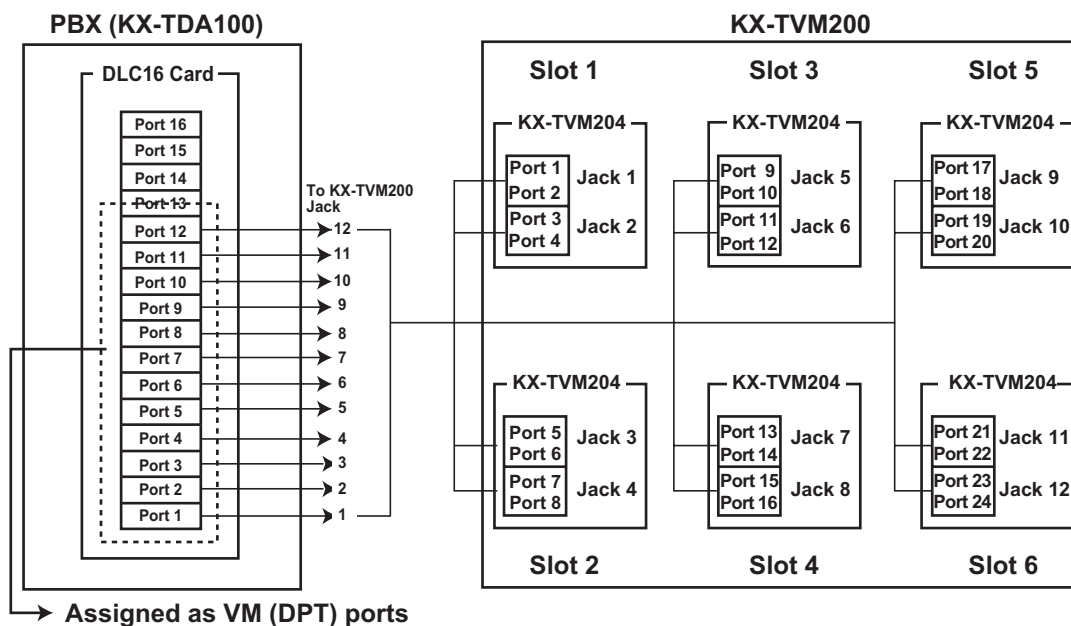 PBX (KX-TDA100)
DLC16 Card
Port 16
Port 15
Port 14
Port 13
Port 12
Port 11
Port 10
Port 9
Port 8
Port 7
Port 6
Port 5
Port 4
Port 3
Port 2
Port 1
To KX-TVM200
Jack
12
11
10
9
8
7
6
5
4
3
2
1
Assigned as VM (DPT) ports
KX-TVM200
Slot 1
KX-TVM204
Port 1
Port 2
Jack 1
Port 3
Port 4
Jack 2
Slot 3
KX-TVM204
Port 9
Port 10
Jack 5
Port 11
Port 12
Jack 6
Slot 5
KX-TVM204
Port 17
Port 18
Jack 9
Port 19
Port 20
Jack 10
KX-TVM204
Port 5
Port 6
Jack 3
Port 7
Port 8
Jack 4
Slot 2
KX-TVM204
Port 13
Port 14
Jack 7
Port 15
Port 16
Jack 8
Slot 4
KX-TVM204
Port 21
Port 22
Jack 11
Port 23
Port 24
Jack 12
Slot 6